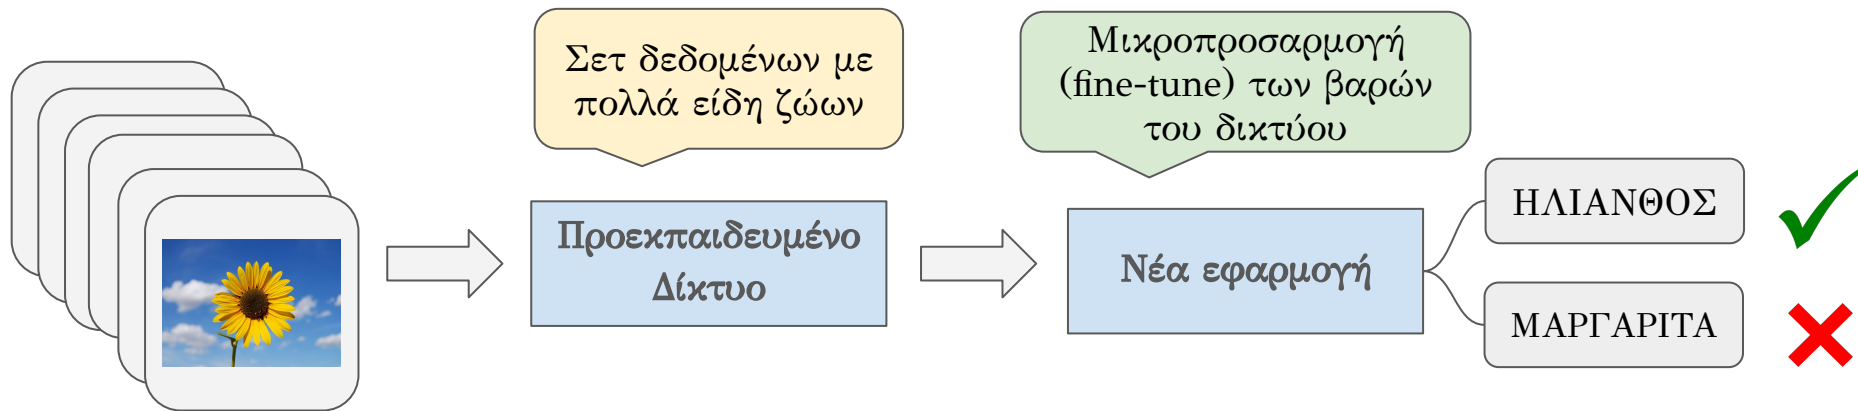 Σετ δεδομένων με
πολλά είδη ζώων
Μικροπροσαρμογή
(fine-tune) των βαρών
του δικτύου
Προεκπαιδευμένο
Δίκτυο
Νέα εφαρμογή
ΗΛΙΑΝΘΟΣ
ΜΑΡΓΑΡΙΤΑ